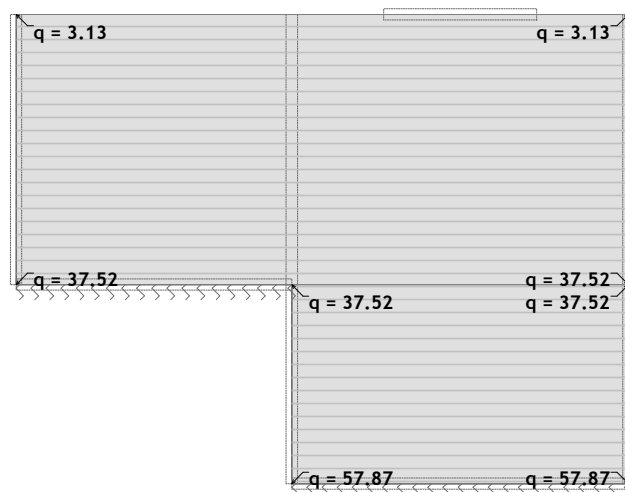 q = 3.13
q = 3.13
q = 37.52
q = 37.52
q = 37.52
q = 37.52
q = 57.87
q = 57.87